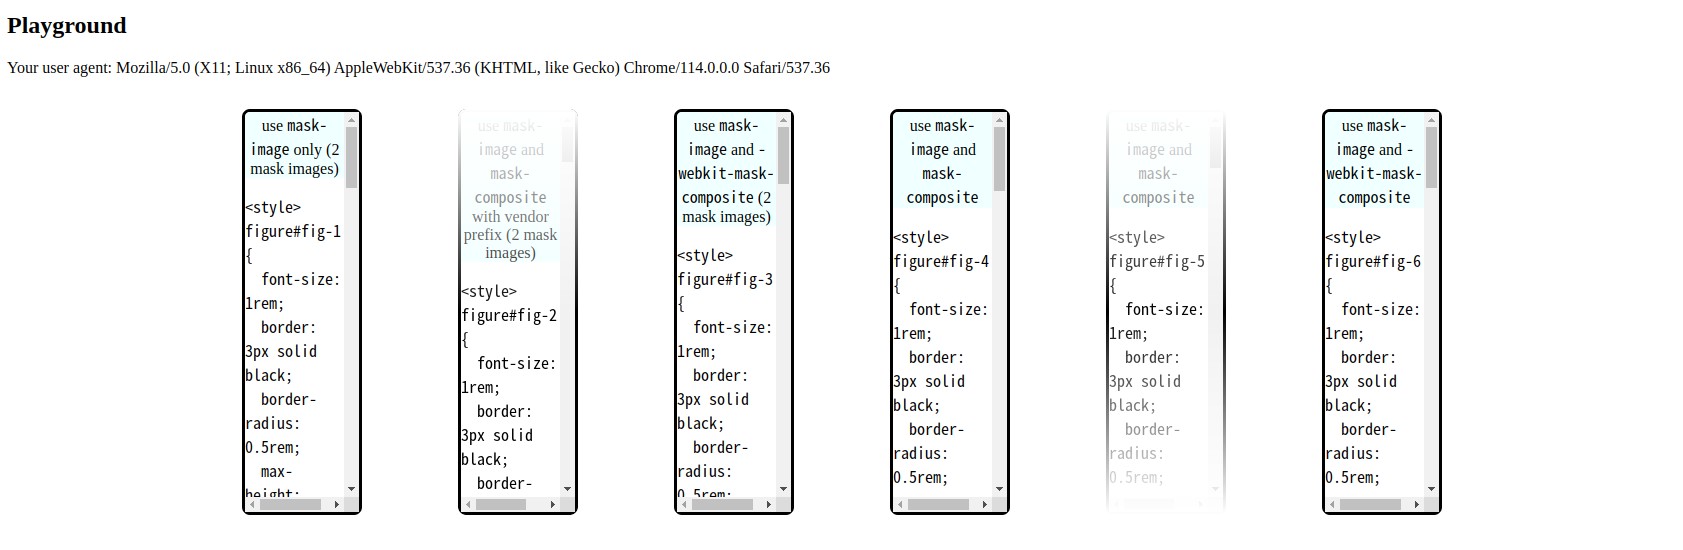 Playground
Your user agent: Mozilla/5.0 (X11; Linux x86_64) AppleWebKit/537.36 (KHTML, like Gecko) Chrome/114.0.0.0 Safari/537.36
use mask-
image only (2
mask images)
<style>
figure#fig-1
{
  font-size:
1rem;
  border:
3px solid
black;
  border-
radius:
0.5rem;
  max-
height:
use mask-
image and
mask-
composite
with vendor
prefix (2 mask
images)
<style>
figure#fig-2
{
  font-size:
1rem;
  border:
3px solid
black;
  border-
use mask-
image and -
webkit-mask-
composite (2
mask images)
<style>
figure#fig-3
{
  font-size:
1rem;
  border:
3px solid
black;
  border-
radius:
0.5rem;
use mask-
image and
mask-
composite
<style>
figure#fig-4
{
  font-size:
1rem;
  border:
3px solid
black;
  border-
radius:
0.5rem;
use mask-
image and
mask-
composite
<style>
figure#fig-5
{
  font-size:
1rem;
  border:
3px solid
black;
  border-
radius:
0.5rem;
use mask-
image and -
webkit-mask-
composite
<style>
figure#fig-6
{
  font-size:
1rem;
  border:
3px solid
black;
  border-
radius:
0.5rem;